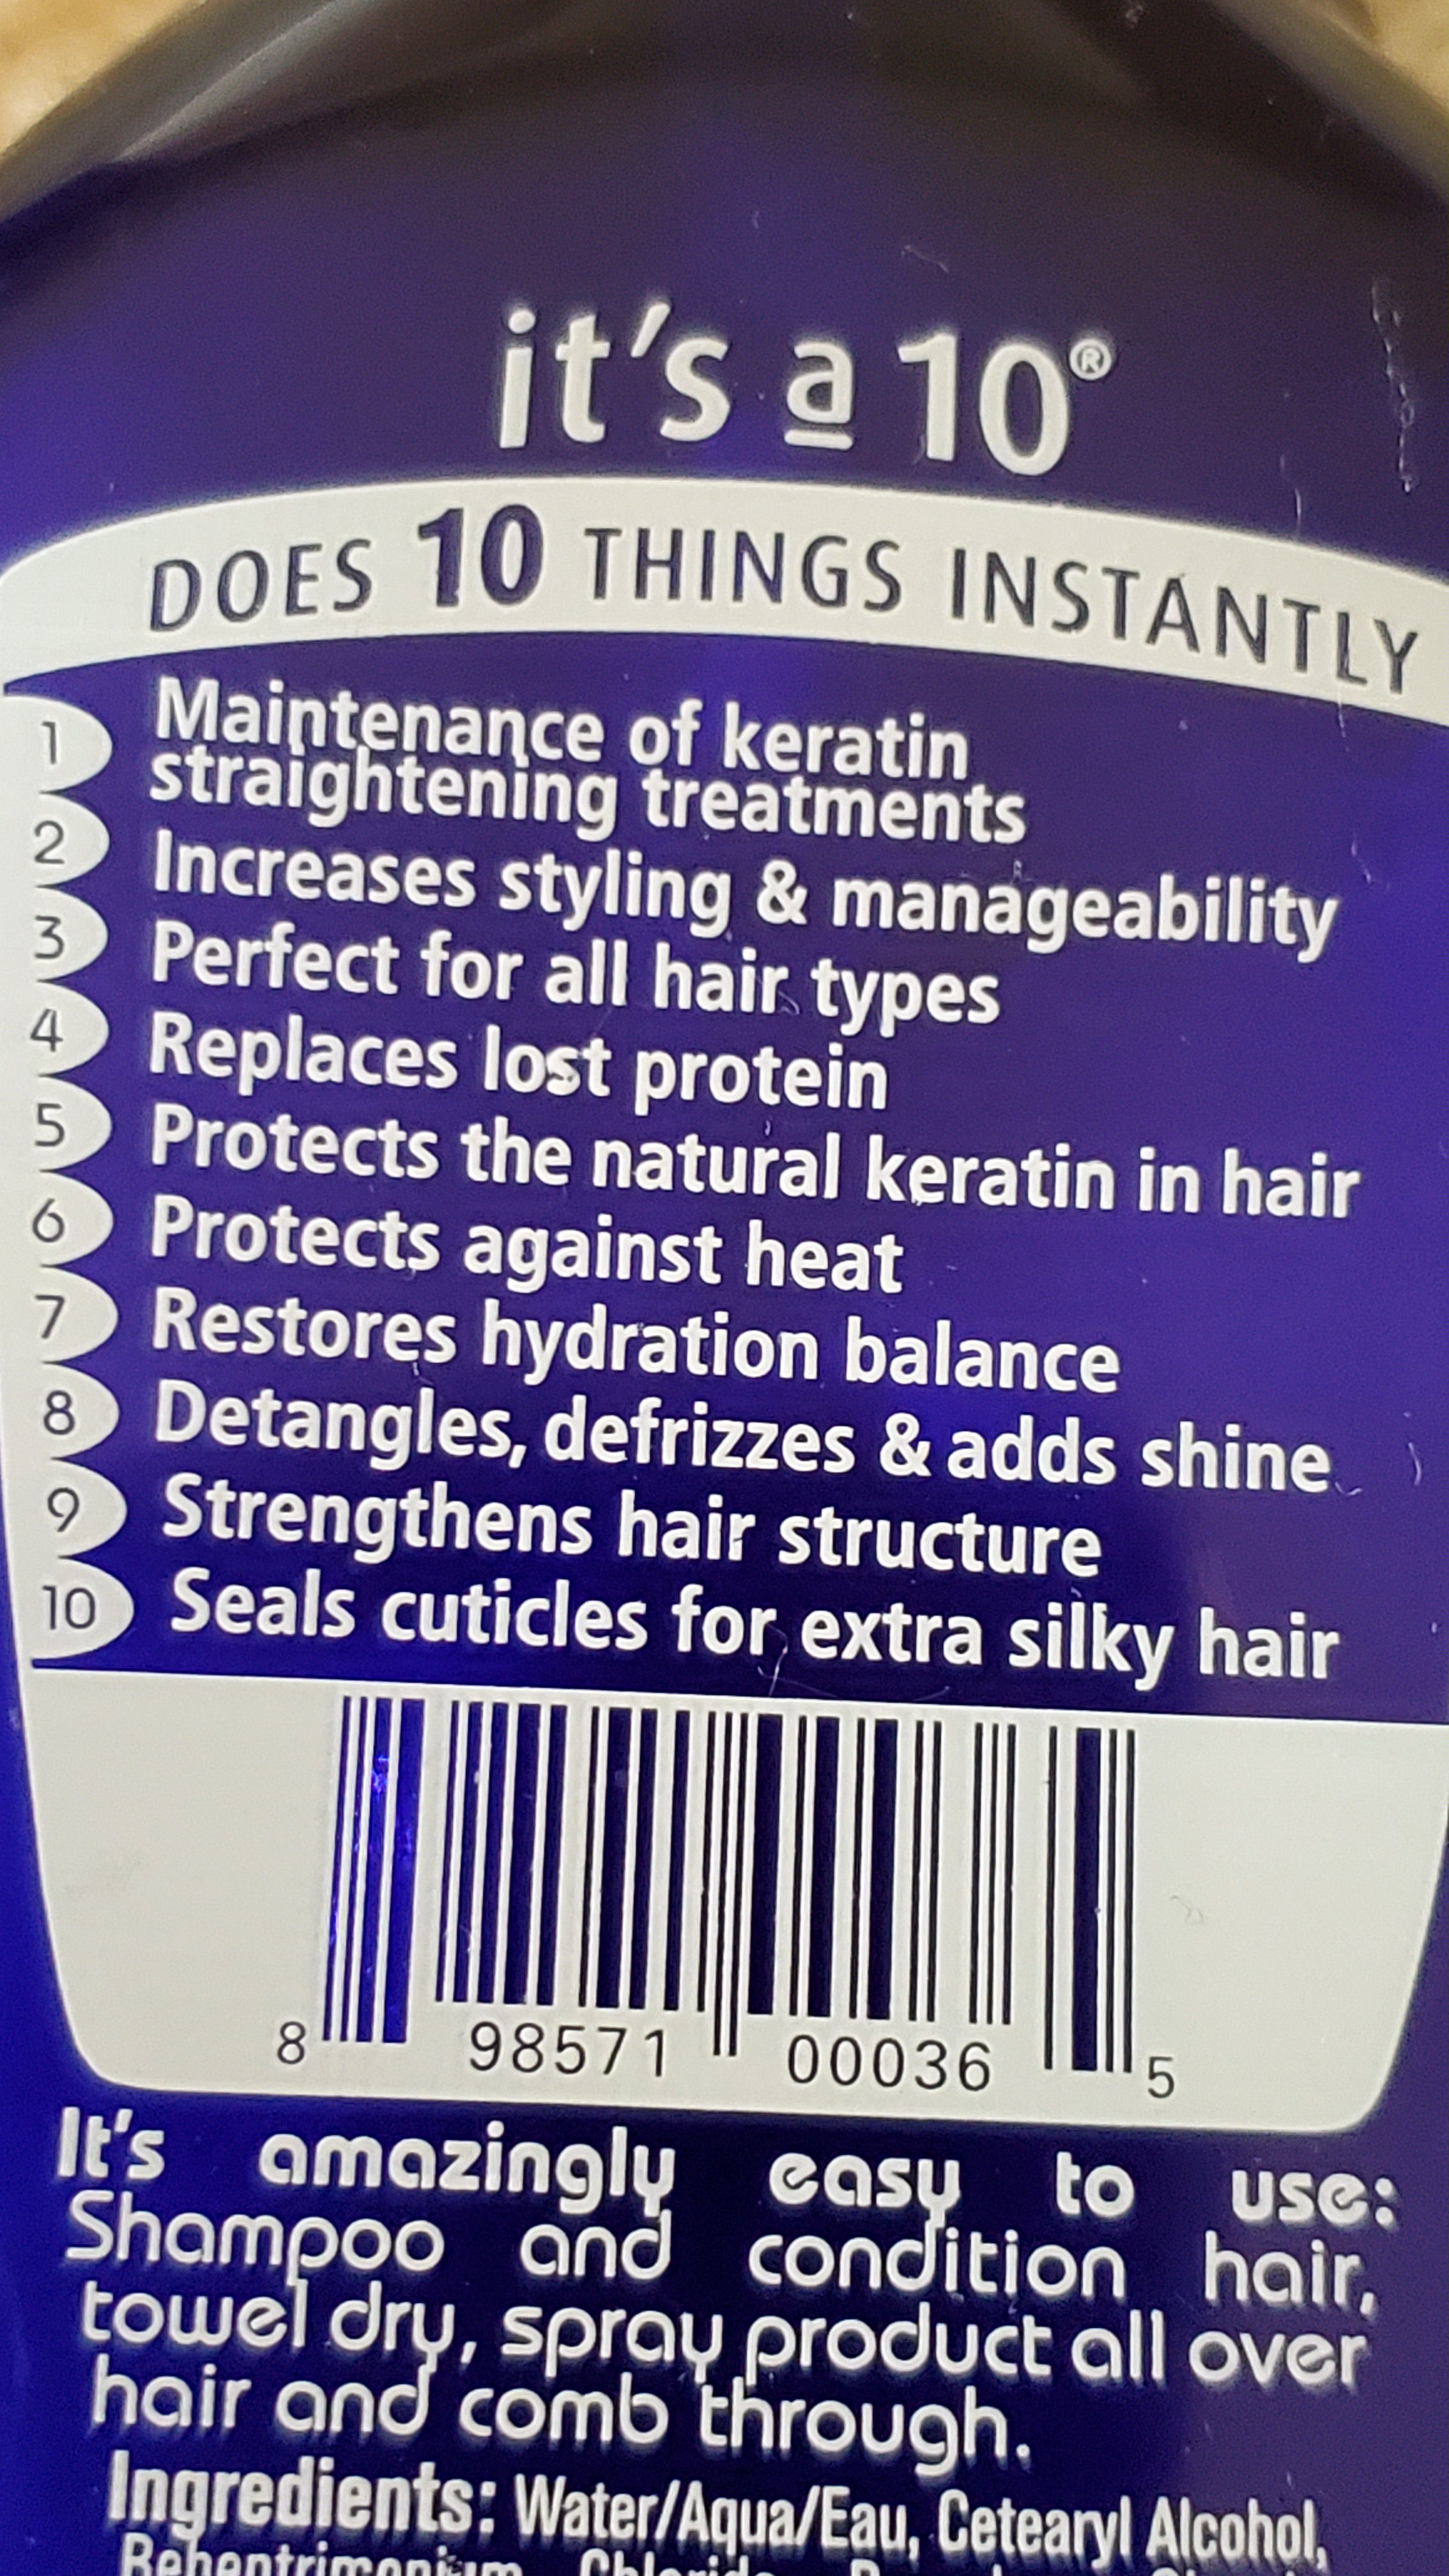 it's a 10®
DOES 10 THINGS INSTANTLY
1 Maintenance of keratin
straightening treatments
2 Increases styling & manageability
3 Perfect for all hair types
4 Replaces lost protein
5 Protects the natural keratin in hair
6 Protects against heat
7 Restores hydration balance
8 Detangles, defrizzes & adds shine
9 Strengthens hair structure
10 Seals cuticles for extra silky hair
8 98571 00036 5
It's amazingly easy to use:
Shampoo and condition hair,
towel dry, spray product all over
hair and comb through.
Ingredients: Water/Aqua/Eau, Cetearyl Alcohol,
Behentrimonium Chloride